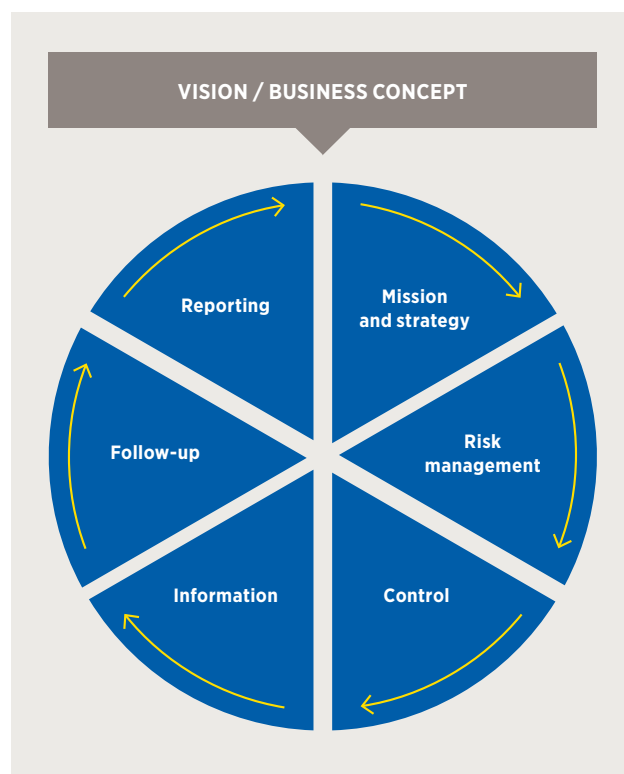 VISION / BUSINESS CONCEPT
Mission
and strategy
Risk
management
Control
Information
Follow-up
Reporting